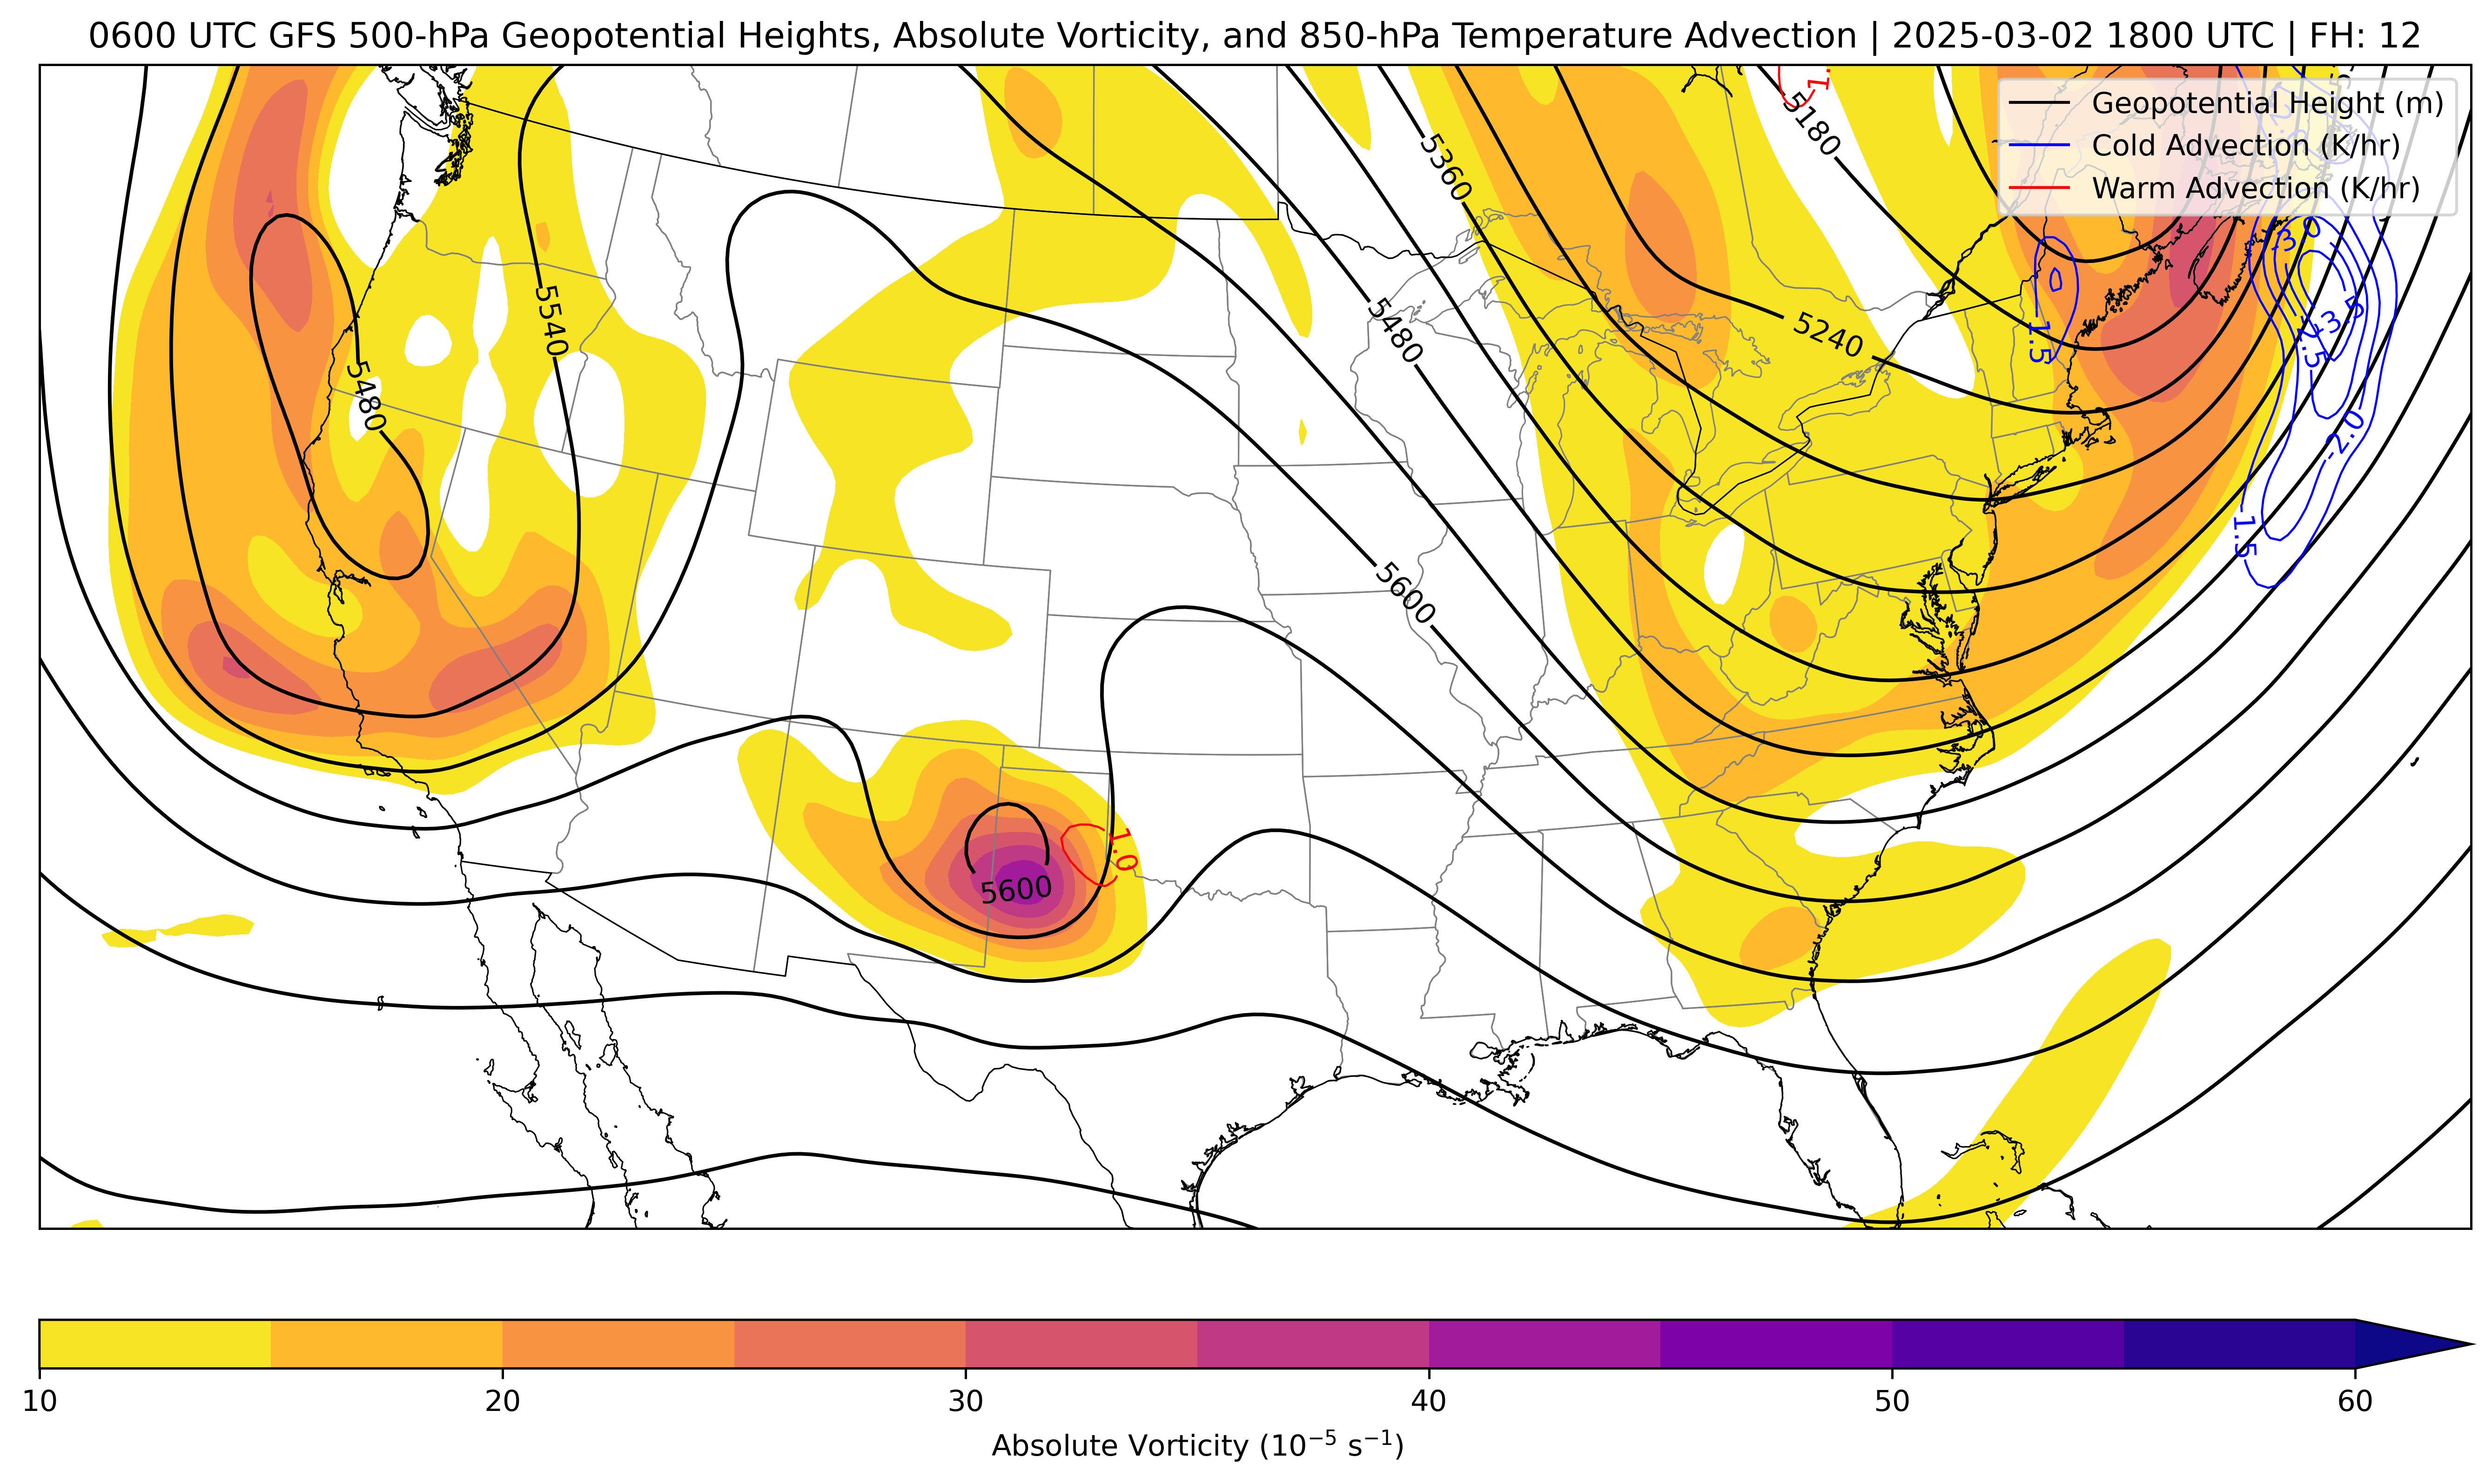 0600 UTC GFS 500-hPa Geopotential Heights, Absolute Vorticity, and 850-hPa Temperature Advection | 2025-03-02 1800 UTC | FH: 12
Geopotential Height (m)
Cold Advection (K/hr)
Warm Advection (K/hr)
5180
5360
-3.0
5540
-1.5
-3.5
5480
5240
-2.5
5480
-2.0
-1.5
5600
1.0
5600
10 20 30 40 50 60
Absolute Vorticity (10⁻⁵ s⁻¹)